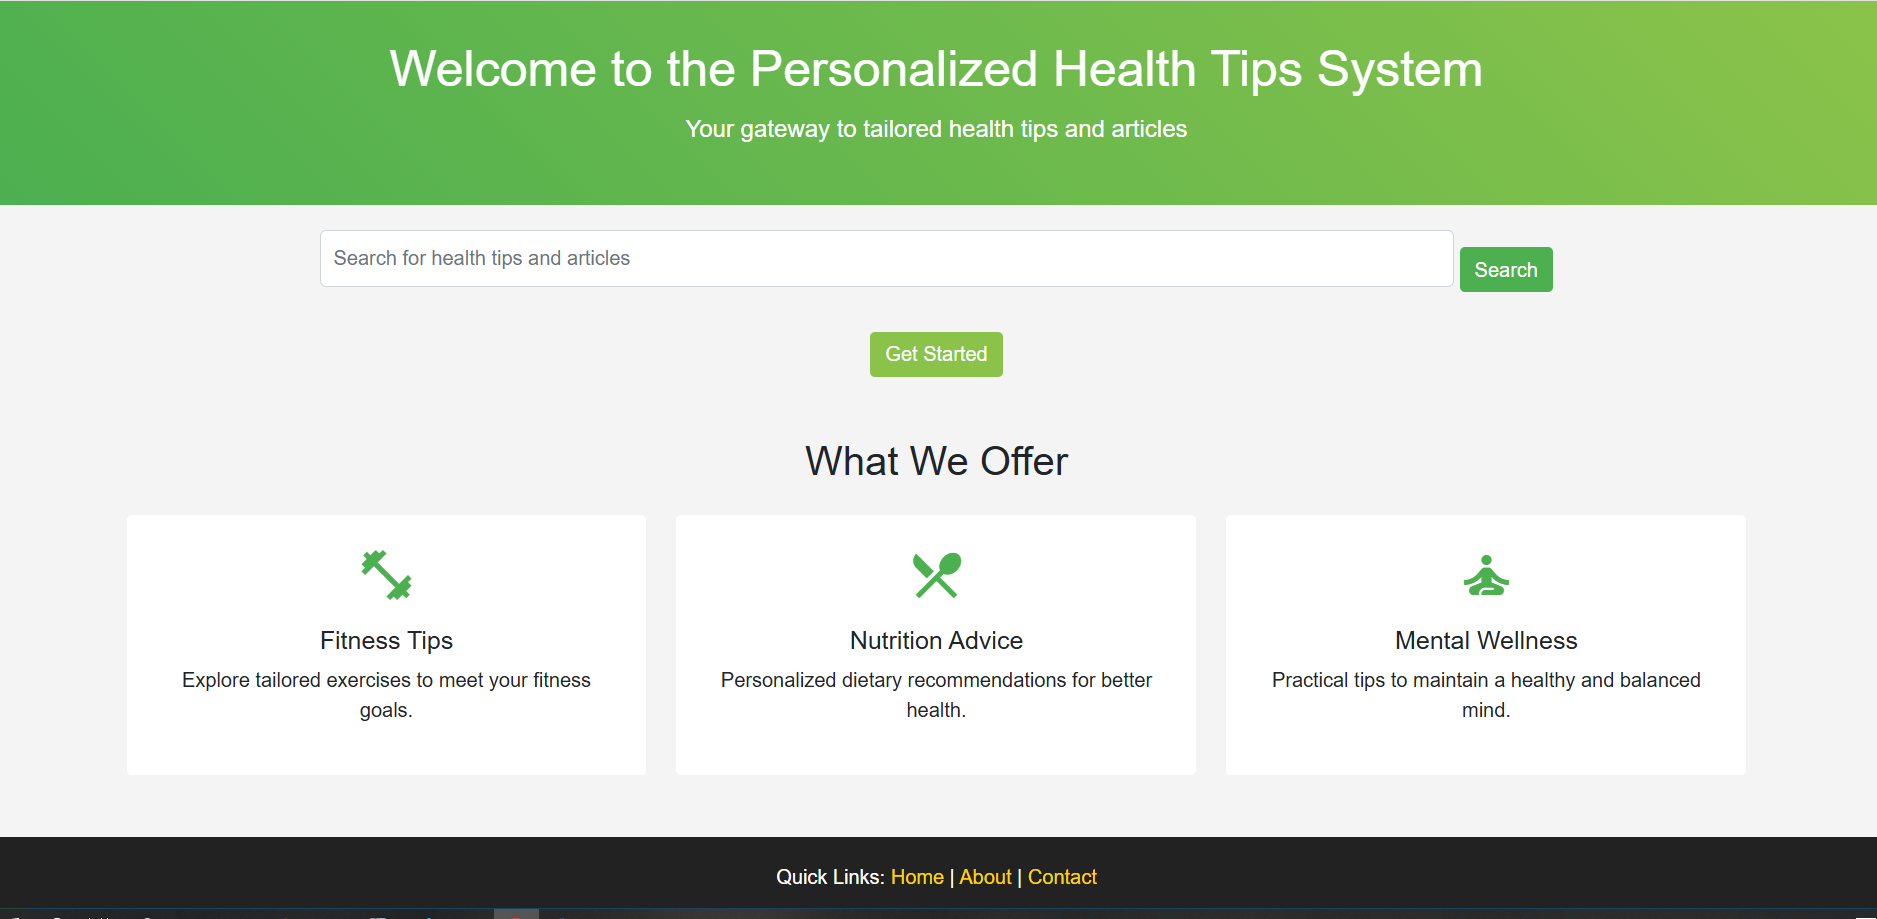 Welcome to the Personalized Health Tips System
Your gateway to tailored health tips and articles
Search for health tips and articles
Search
Get Started
What We Offer
Fitness Tips
Explore tailored exercises to meet your fitness
goals.
Nutrition Advice
Personalized dietary recommendations for better
health.
Mental Wellness
Practical tips to maintain a healthy and balanced
mind.
Quick Links: Home | About | Contact